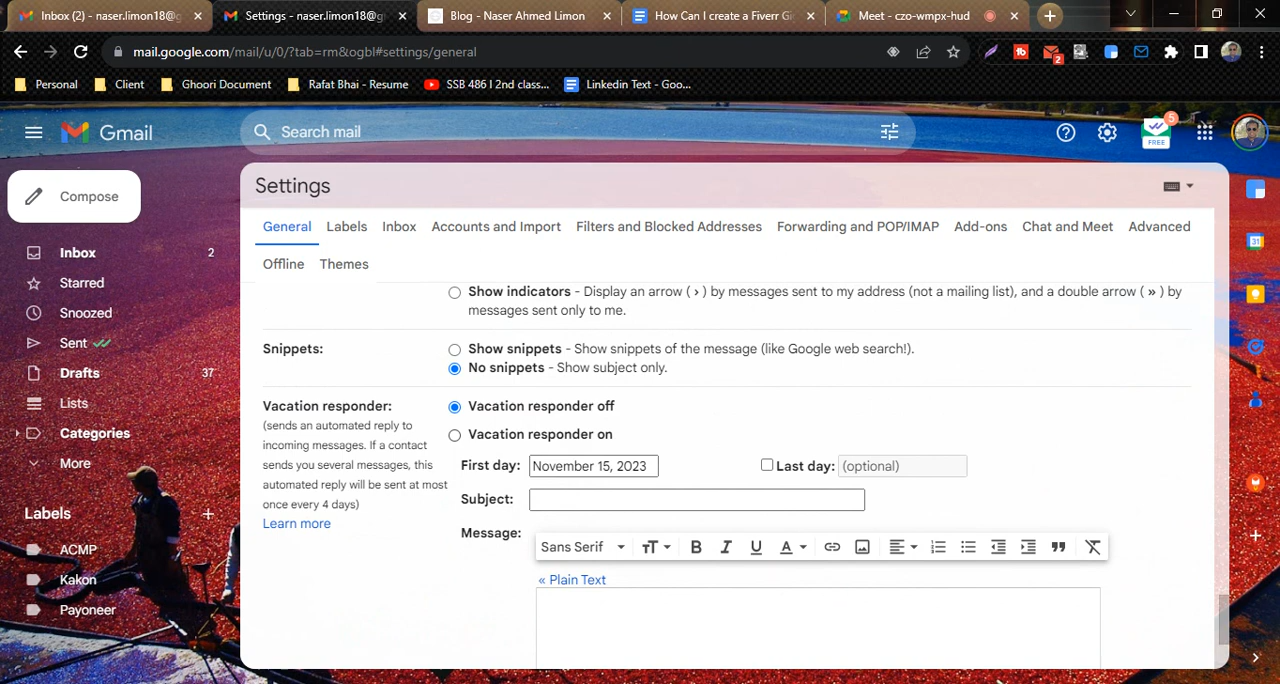 Inbox (2) - naser.limon18@g
Settings - naser.limon18@g
Blog - Naser Ahmed Limon
How Can I create a Fiverr Gi
Meet - czo-wmpx-hud
mail.google.com/mail/u/0/?tab=rm&ogbl#settings/general
2
Personal
Client
Ghoori Document
Rafat Bhai - Resume
SSB 486 l 2nd class...
Linkedin Text - Goo...
Gmail
Search mail
5
FREE
Compose
Inbox 2
Starred
Snoozed
Sent
Drafts 37
Lists
Categories
More
Labels
ACMP
Kakon
Payoneer
Settings
General
Labels
Inbox
Accounts and Import
Filters and Blocked Addresses
Forwarding and POP/IMAP
Add-ons
Chat and Meet
Advanced
Offline
Themes
Show indicators - Display an arrow ( › ) by messages sent to my address (not a mailing list), and a double arrow ( » ) by
messages sent only to me.
Snippets:
Show snippets - Show snippets of the message (like Google web search!).
No snippets - Show subject only.
Vacation responder:
(sends an automated reply to
incoming messages. If a contact
sends you several messages, this
automated reply will be sent at most
once every 4 days)
Learn more
Vacation responder off
Vacation responder on
First day: November 15, 2023
Last day: (optional)
Subject:
Message:
Sans Serif
« Plain Text
31